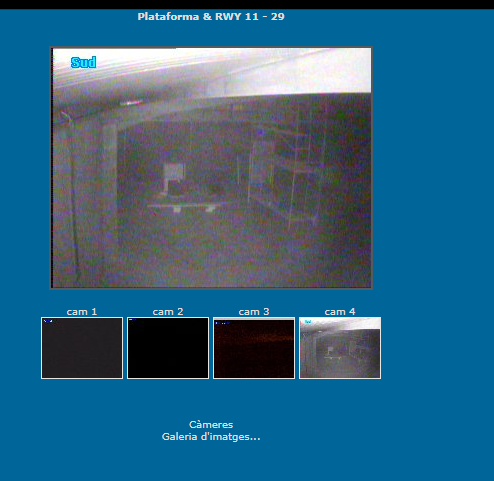 Plataforma & RWY 11 - 29
Sud
cam 1
cam 2
cam 3
cam 4
Sud
Càmeres
Galeria d'imatges...